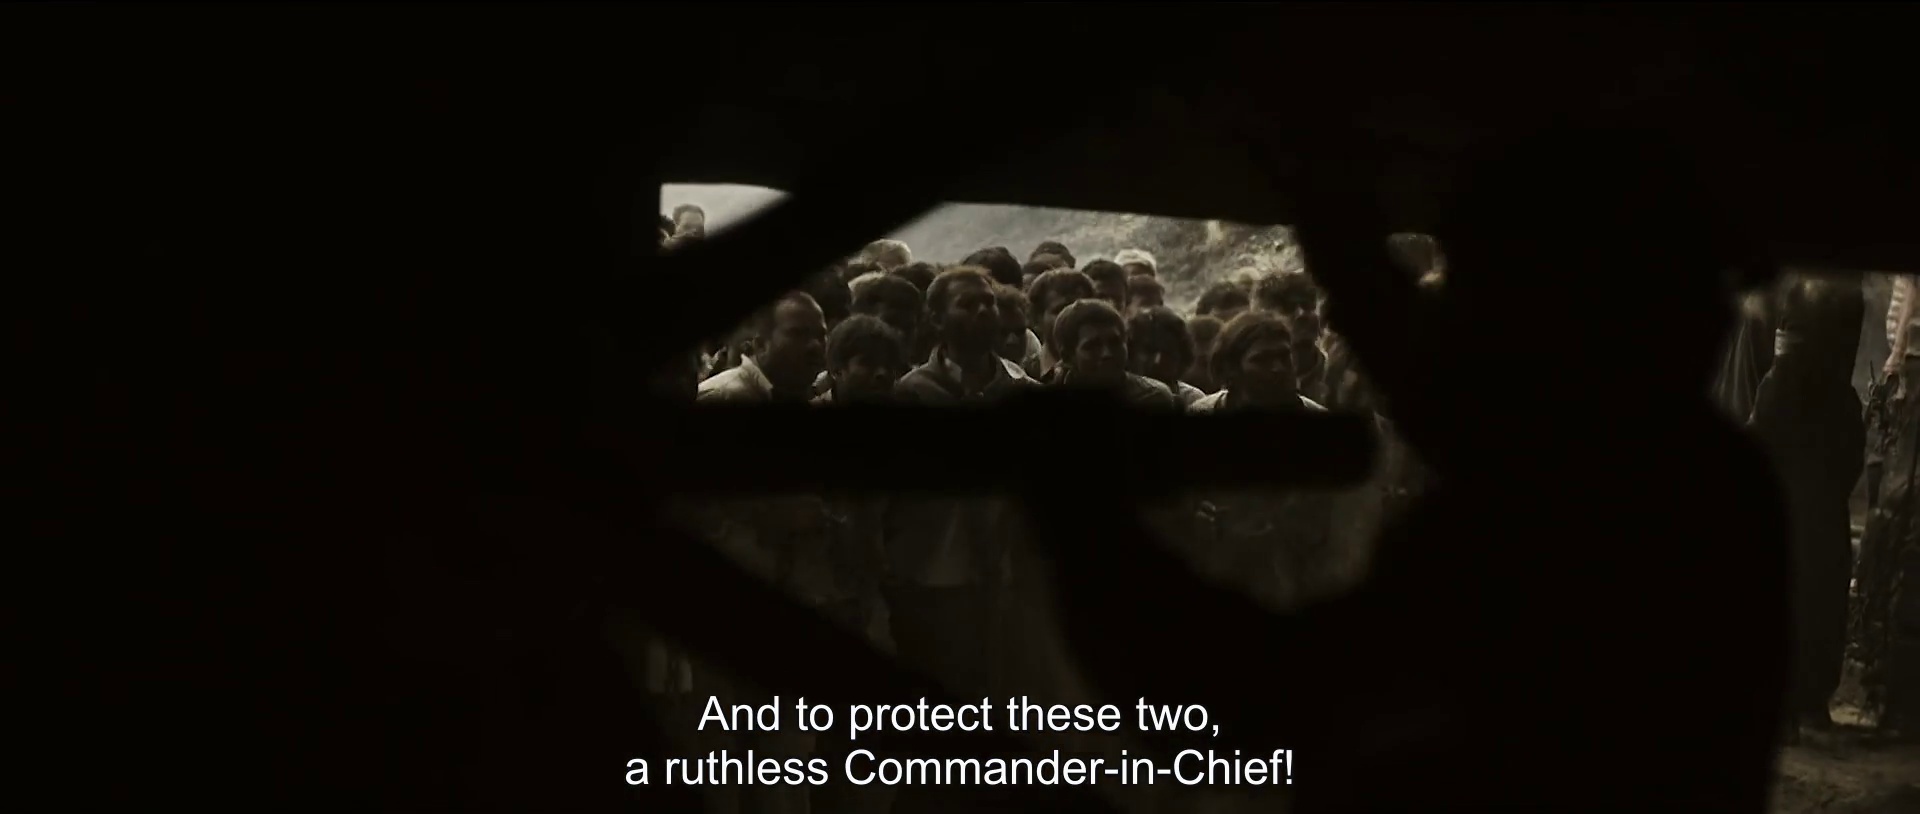 And to protect these two,
a ruthless Commander-in-Chief!